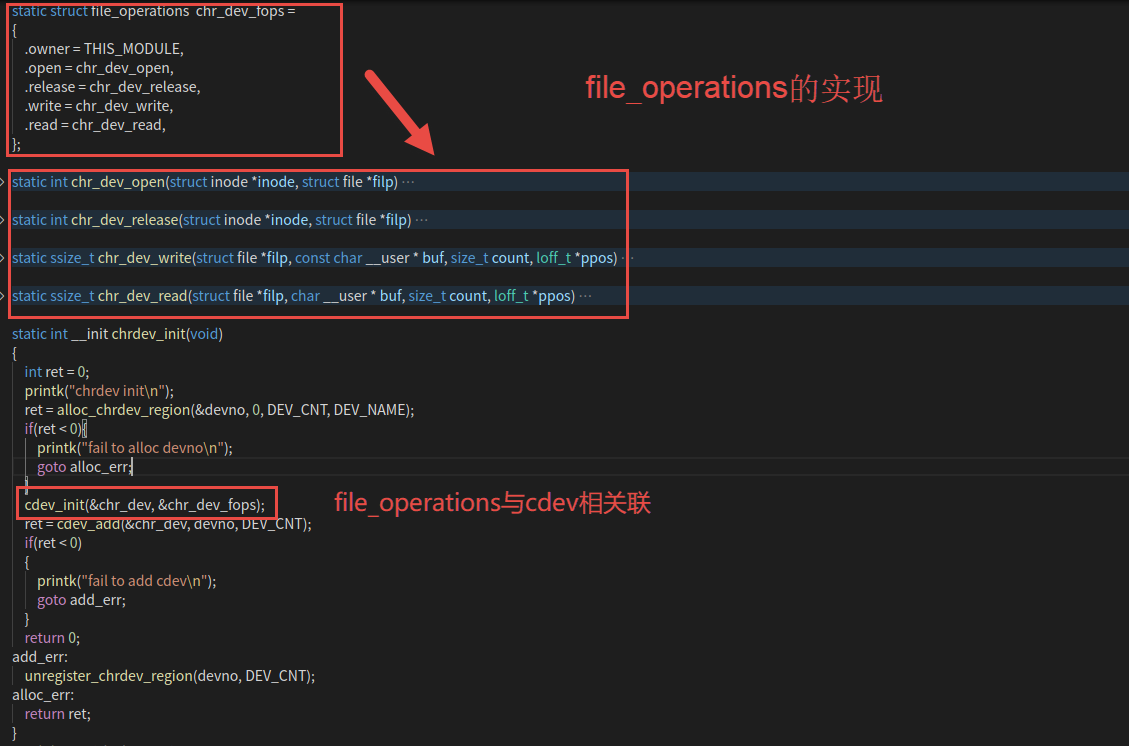 static struct file_operations  chr_dev_fops =
{
.owner = THIS_MODULE,
.open = chr_dev_open,
.release = chr_dev_release,
.write = chr_dev_write,
.read = chr_dev_read,
};
file_operations的实现
static int chr_dev_open(struct inode *inode, struct file *filp) ···
static int chr_dev_release(struct inode *inode, struct file *filp) ···
static ssize_t chr_dev_write(struct file *filp, const char __user * buf, size_t count, loff_t *ppos) ···
static ssize_t chr_dev_read(struct file *filp, char __user * buf, size_t count, loff_t *ppos) ···
static int __init chrdev_init(void)
{
int ret = 0;
printk("chrdev init\n");
ret = alloc_chrdev_region(&devno, 0, DEV_CNT, DEV_NAME);
if(ret < 0){
printk("fail to alloc devno\n");
goto alloc_err;
}
cdev_init(&chr_dev, &chr_dev_fops);
file_operations与cdev相关联
ret = cdev_add(&chr_dev, devno, DEV_CNT);
if(ret < 0)
{
printk("fail to add cdev\n");
goto add_err;
}
return 0;
add_err:
unregister_chrdev_region(devno, DEV_CNT);
alloc_err:
return ret;
}